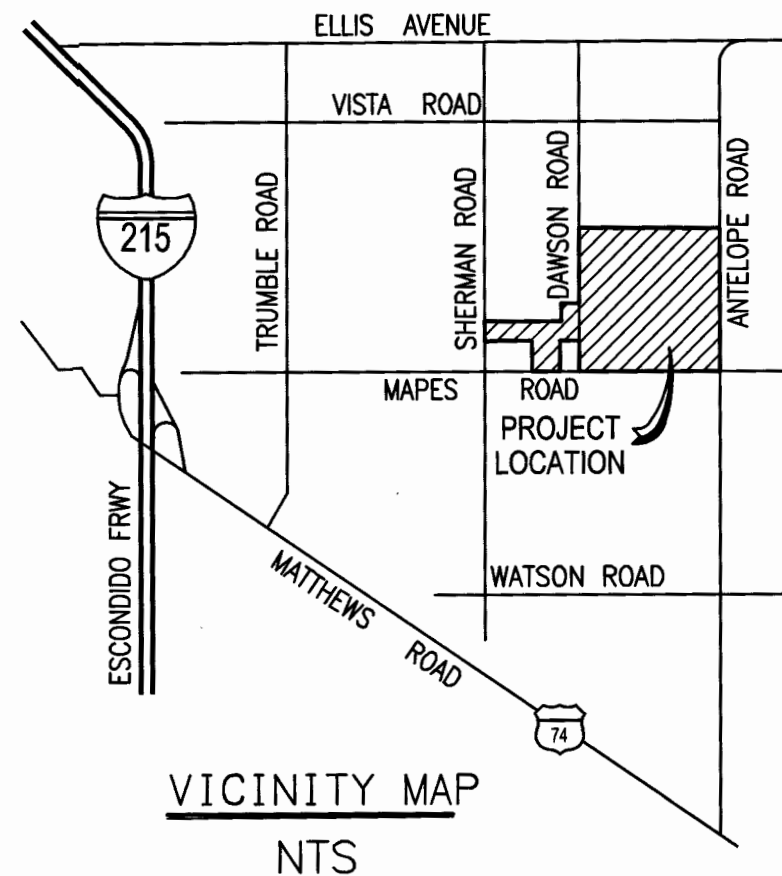 ELLIS AVENUE
VISTA ROAD
215
TRUMBLE ROAD
SHERMAN ROAD
DAWSON ROAD
ANTELOPE ROAD
MAPES ROAD
PROJECT
LOCATION
ESCONDIDO FRWY
MATTHEWS ROAD
WATSON ROAD
74
VICINITY MAP
NTS